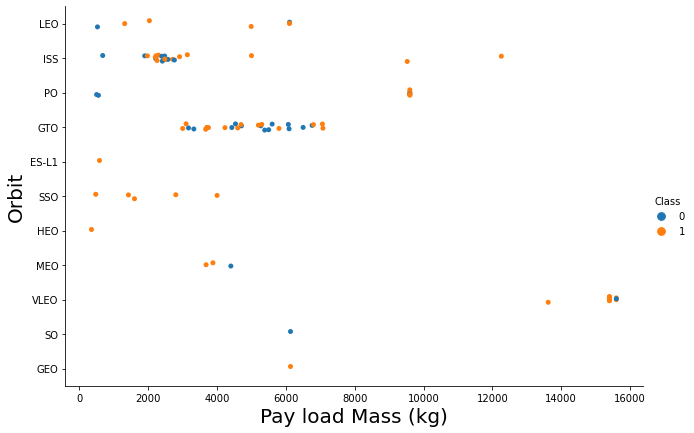 LEO
ISS
PO
GTO
ES-L1
SSO
HEO
MEO
VLEO
SO
GEO
Orbit
0 2000 4000 6000 8000 10000 12000 14000 16000
Pay load Mass (kg)
Class
0
1